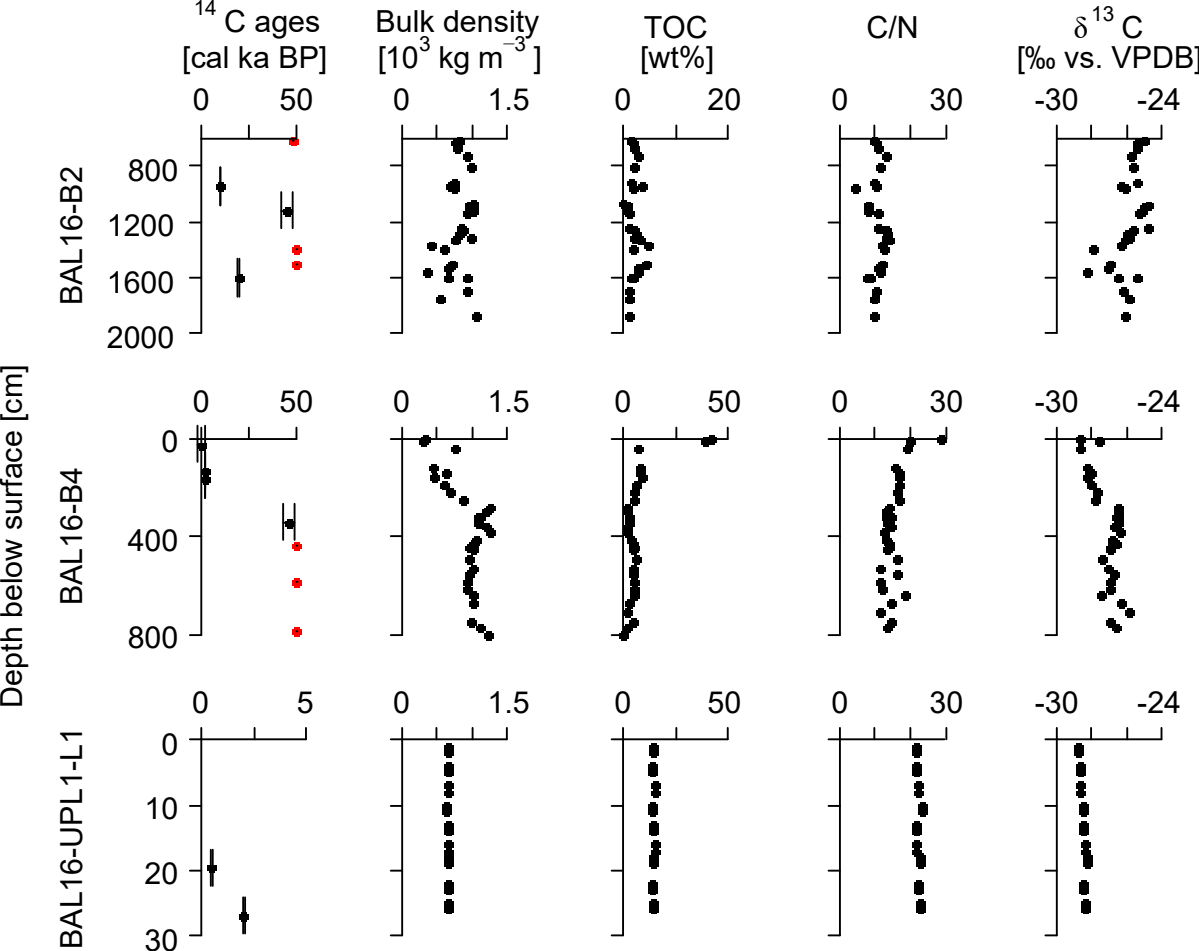 14 C ages
[cal ka BP]
Bulk density
[10³ kg m⁻³ ]
TOC
[wt%]
C/N
δ 13 C
[‰ vs. VPDB]
0 50 0 1.5 0 20 0 30 -30 -24
BAL16-B2
800
1200
1600
2000
Depth below surface [cm]
0 50 0 1.5 0 50 0 30 -30 -24
BAL16-B4
0
400
800
0 5 0 1.5 0 50 0 30 -30 -24
BAL16-UPL1-L1
0
10
20
30